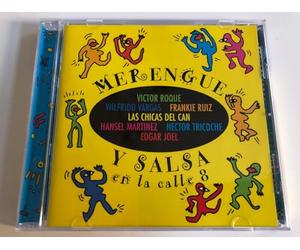 MERENGUE
VICTOR ROQUE
WILFRIDO VARGAS FRANKIE RUIZ
LAS CHICAS DEL CAN
HANSEL MARTINEZ HECTOR TRICOCHE
EDGAR JOEL
Y SALSA
en la calle 8